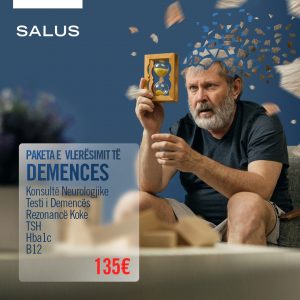 SALUS
PAKETA E VLERËSIMIT TË
DEMENCES
Konsultë Neurologjike
Testi i Demencës
Rezonancë Koke
TSH
Hba1c
B12
135€